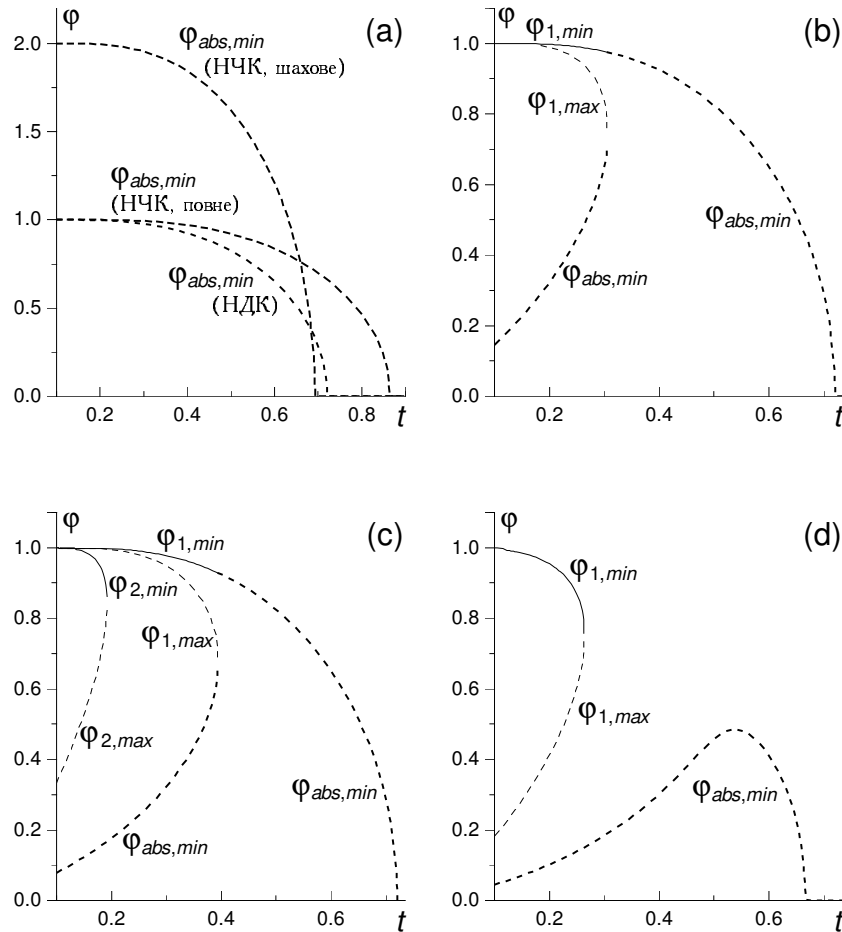 φ
(a)
2.0
φabs,min
(НЧК, шахове)
1.5
φabs,min
1.0
(НЧК, повне)
φabs,min
(НДК)
0.5
0.0
0.2 0.4 0.6 0.8 t
φ
φ1,min
(b)
1.0
φ1,max
0.8
0.6
φabs,min
0.4
φabs,min
0.2
0.0
0.2 0.4 0.6 t
φ
(c)
1.0
φ1,min
φ2,min
0.8
φ1,max
0.6
φ2,max
0.4
φabs,min
0.2
φabs,min
0.0
0.2 0.4 0.6 t
φ
(d)
1.0
φ1,min
0.8
0.6
φ1,max
0.4
φabs,min
0.2
0.0
0.2 0.4 0.6 t